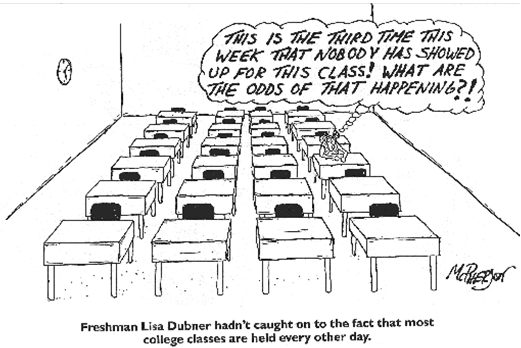 THIS IS THE THIRD TIME THIS
WEEK THAT NOBODY HAS SHOWED
UP FOR THIS CLASS! WHAT ARE
THE ODDS OF THAT HAPPENING?!
McPHERSON
Freshman Lisa Dubner hadn't caught on to the fact that most
college classes are held every other day.